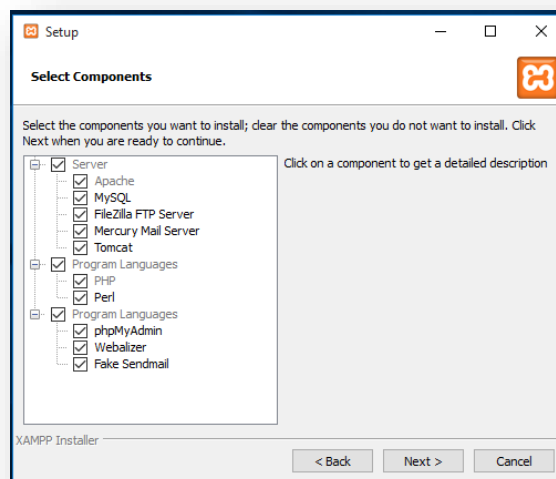 Setup
Select Components
Select the components you want to install; clear the components you do not want to install. Click
Next when you are ready to continue.
Click on a component to get a detailed description
Server
Apache
MySQL
FileZilla FTP Server
Mercury Mail Server
Tomcat
Program Languages
PHP
Perl
Program Languages
phpMyAdmin
Webalizer
Fake Sendmail
XAMPP Installer
< Back
Next >
Cancel